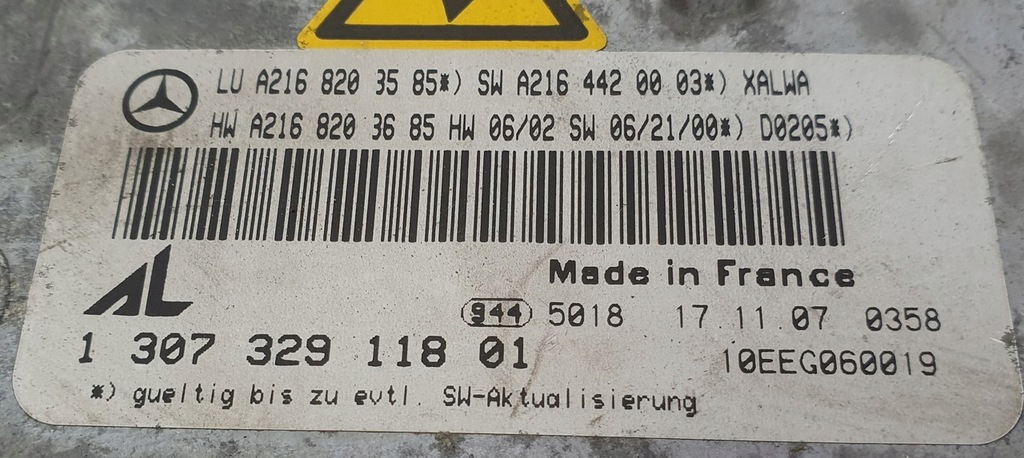 LU A216 820 35 85*) SW A216 442 00 03*) XALWA
HW A216 820 36 85 HW 06/02 SW 06/21/00*) D0205*)
Made in France
AL
944 5018 17.11.07 0358
1 307 329 118 01
10EEG060019
*) gueltig bis zu evtl. SW-Aktualisierung